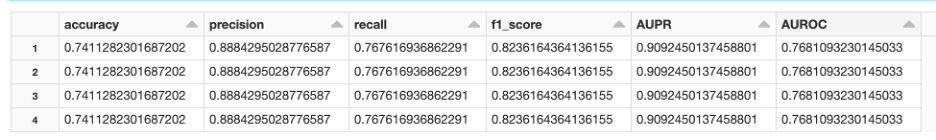 accuracy precision recall f1_score AUPR AUROC
1 0.7411282301687202 0.8884295028776587 0.767616936862291 0.8236164364136155 0.9092450137458801 0.7681093230145033
2 0.7411282301687202 0.8884295028776587 0.767616936862291 0.8236164364136155 0.9092450137458801 0.7681093230145033
3 0.7411282301687202 0.8884295028776587 0.767616936862291 0.8236164364136155 0.9092450137458801 0.7681093230145033
4 0.7411282301687202 0.8884295028776587 0.767616936862291 0.8236164364136155 0.9092450137458801 0.7681093230145033